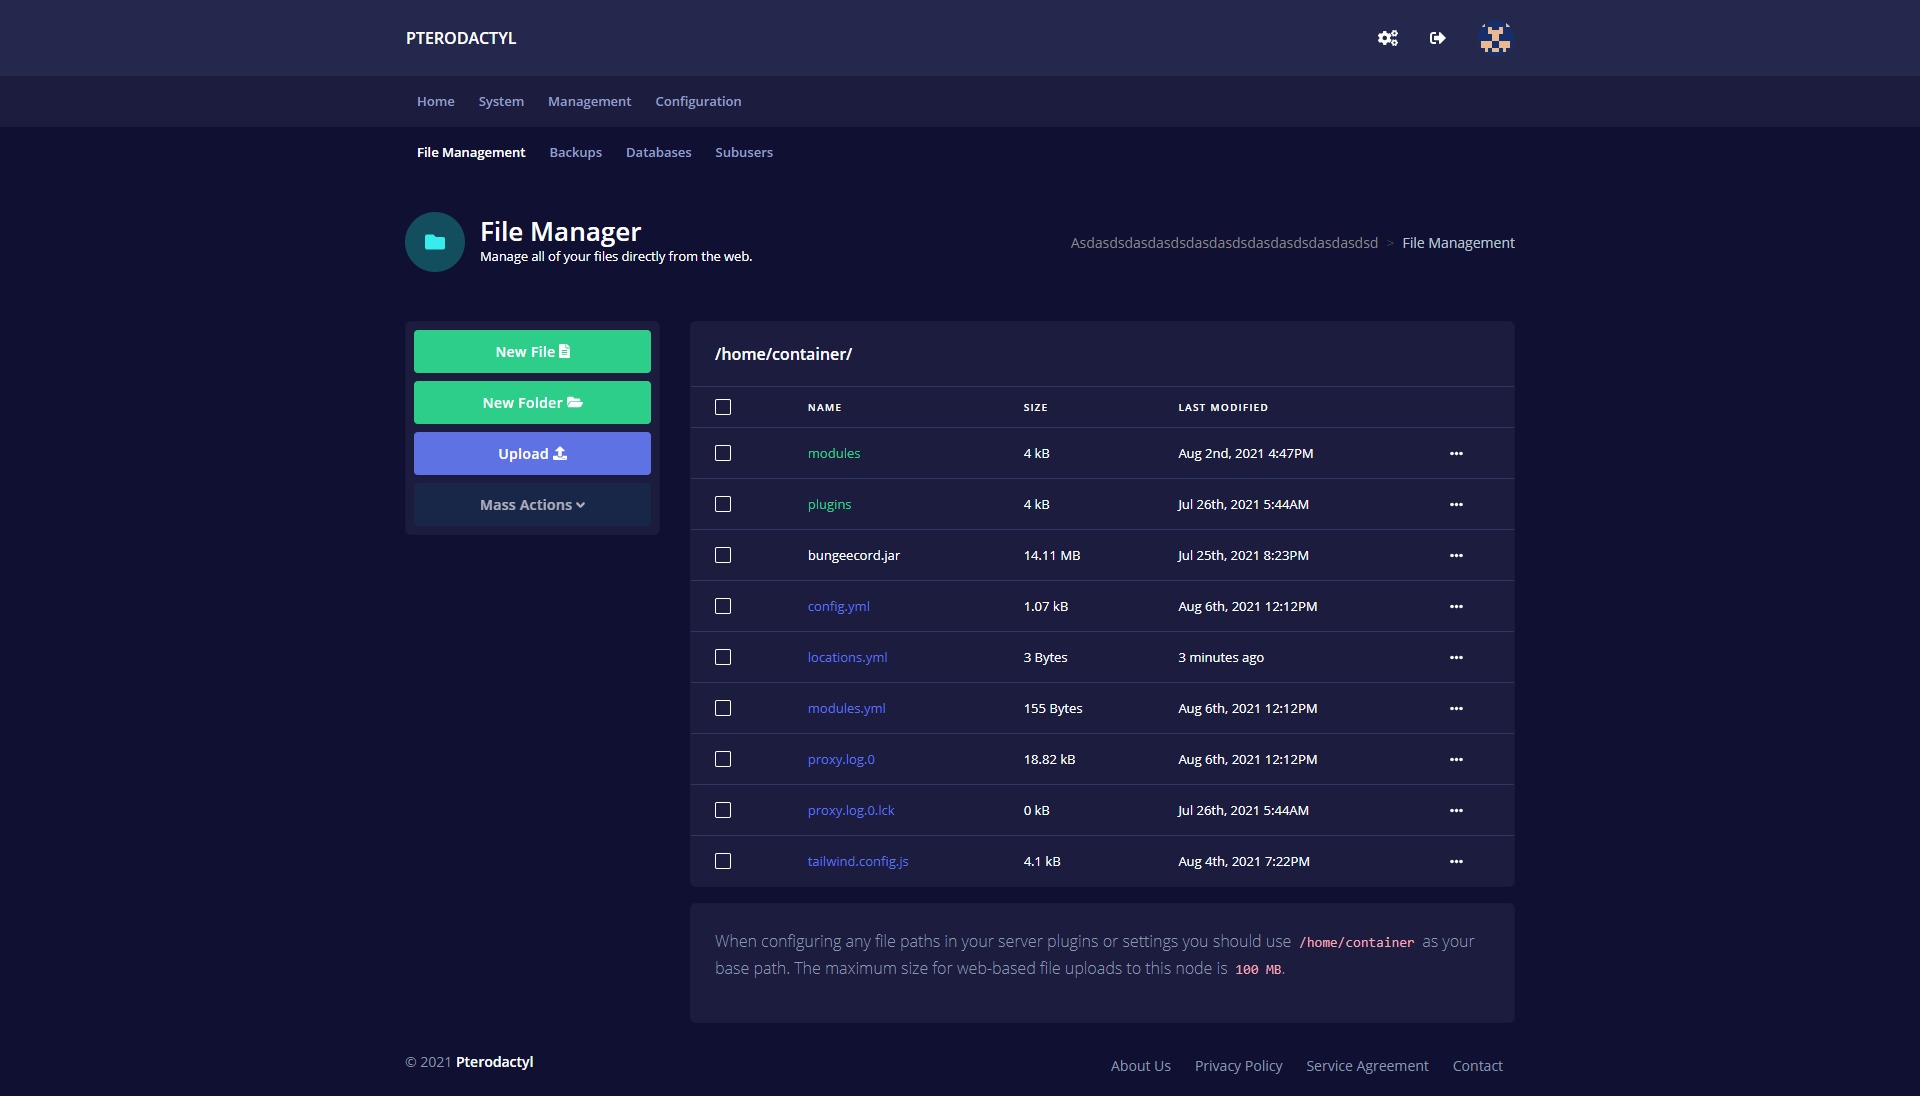 PTERODACTYL
Home System Management Configuration
File Management Backups Databases Subusers
File Manager
Manage all of your files directly from the web.
Asdasdsdasdasdsdasdasdsdasdasdsdasdasdsd > File Management
New File
New Folder
Upload
Mass Actions
/home/container/
NAME SIZE LAST MODIFIED
modules 4 kB Aug 2nd, 2021 4:47PM
plugins 4 kB Jul 26th, 2021 5:44AM
bungeecord.jar 14.11 MB Jul 25th, 2021 8:23PM
config.yml 1.07 kB Aug 6th, 2021 12:12PM
locations.yml 3 Bytes 3 minutes ago
modules.yml 155 Bytes Aug 6th, 2021 12:12PM
proxy.log.0 18.82 kB Aug 6th, 2021 12:12PM
proxy.log.0.lck 0 kB Jul 26th, 2021 5:44AM
tailwind.config.js 4.1 kB Aug 4th, 2021 7:22PM
When configuring any file paths in your server plugins or settings you should use /home/container as your
base path. The maximum size for web-based file uploads to this node is 100 MB.
© 2021 Pterodactyl
About Us Privacy Policy Service Agreement Contact